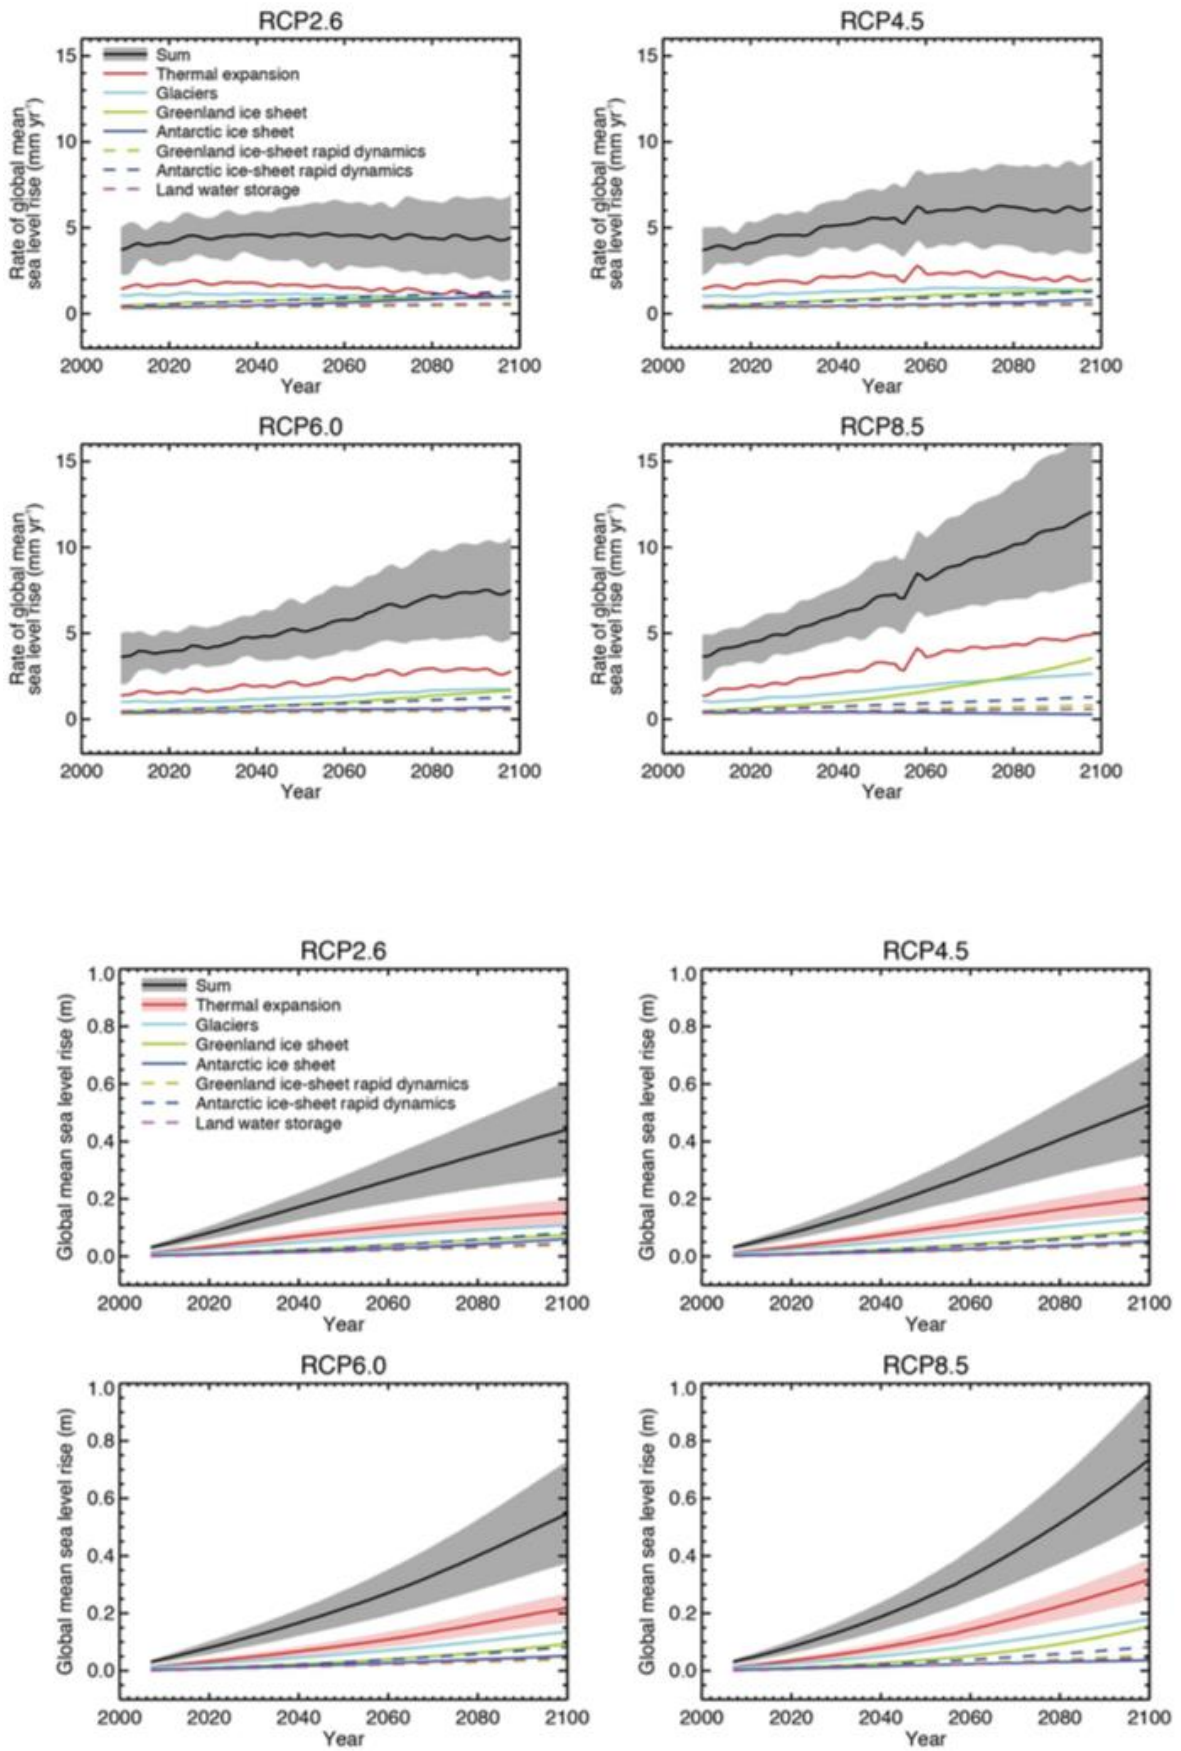 RCP2.6
RCP4.5
15
10
5
0
Rate of global mean
sea level rise (mm yr⁻¹)
Sum
Thermal expansion
Glaciers
Greenland ice sheet
Antarctic ice sheet
Greenland ice-sheet rapid dynamics
Antarctic ice-sheet rapid dynamics
Land water storage
2000 2020 2040 2060 2080 2100
Year
15
10
5
0
Rate of global mean
sea level rise (mm yr⁻¹)
2000 2020 2040 2060 2080 2100
Year
RCP6.0
RCP8.5
15
10
5
0
Rate of global mean
sea level rise (mm yr⁻¹)
2000 2020 2040 2060 2080 2100
Year
15
10
5
0
Rate of global mean
sea level rise (mm yr⁻¹)
2000 2020 2040 2060 2080 2100
Year
RCP2.6
RCP4.5
1.0
0.8
0.6
0.4
0.2
0.0
Global mean sea level rise (m)
Sum
Thermal expansion
Glaciers
Greenland ice sheet
Antarctic ice sheet
Greenland ice-sheet rapid dynamics
Antarctic ice-sheet rapid dynamics
Land water storage
2000 2020 2040 2060 2080 2100
Year
1.0
0.8
0.6
0.4
0.2
0.0
Global mean sea level rise (m)
2000 2020 2040 2060 2080 2100
Year
RCP6.0
RCP8.5
1.0
0.8
0.6
0.4
0.2
0.0
Global mean sea level rise (m)
2000 2020 2040 2060 2080 2100
Year
1.0
0.8
0.6
0.4
0.2
0.0
Global mean sea level rise (m)
2000 2020 2040 2060 2080 2100
Year